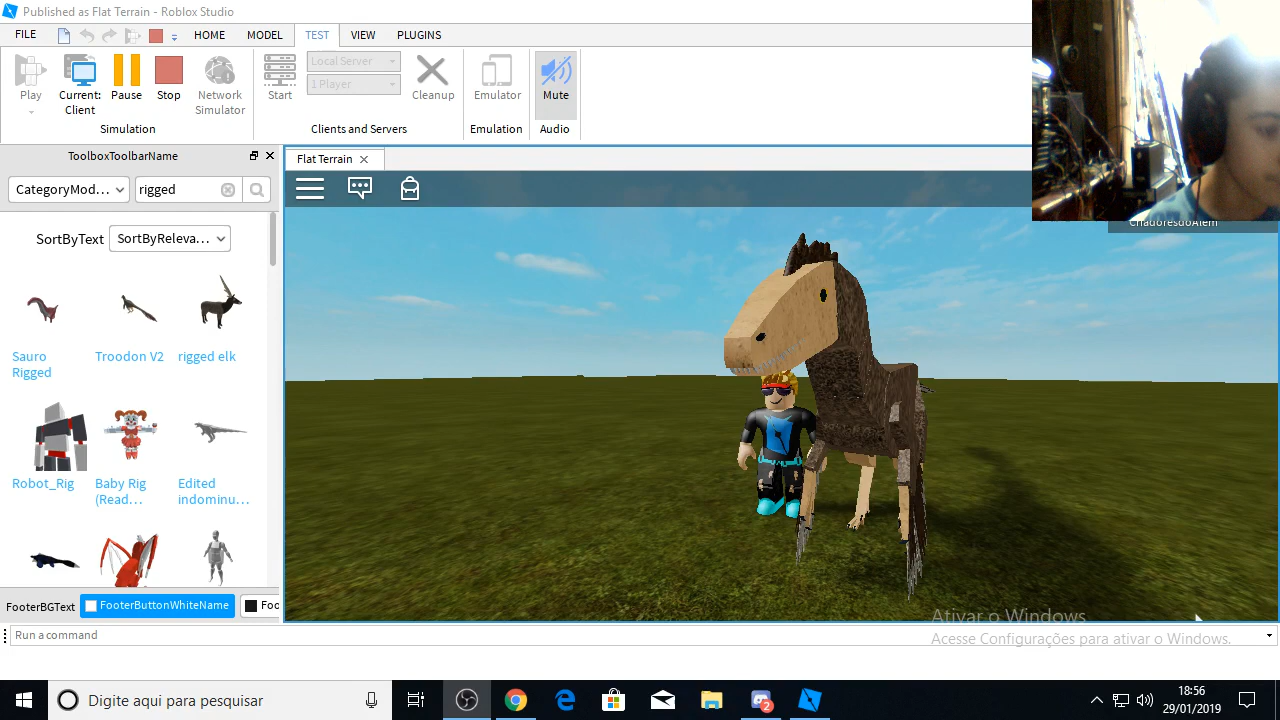 Published as Flat Terrain - Roblox Studio
FILE HOME MODEL TEST VIEW PLUGINS
Play
Current:
Client
Pause
Stop
Network
Simulator
Simulation
Start
Local Server
1 Player
Cleanup
Clients and Servers
Emulator
Emulation
Mute
Audio
ToolboxToolbarName
CategoryMod... rigged
SortByText SortByReleva...
Sauro
Rigged
Troodon V2
rigged elk
Robot_Rig
Baby Rig
(Read...
Edited
indominu...
FooterBGText FooterButtonWhiteName Foo
Flat Terrain
CriadoresdoAlem
Ativar o Windows
Acesse Configurações para ativar o Windows.
Run a command
Digite aqui para pesquisar
2
18:56
29/01/2019